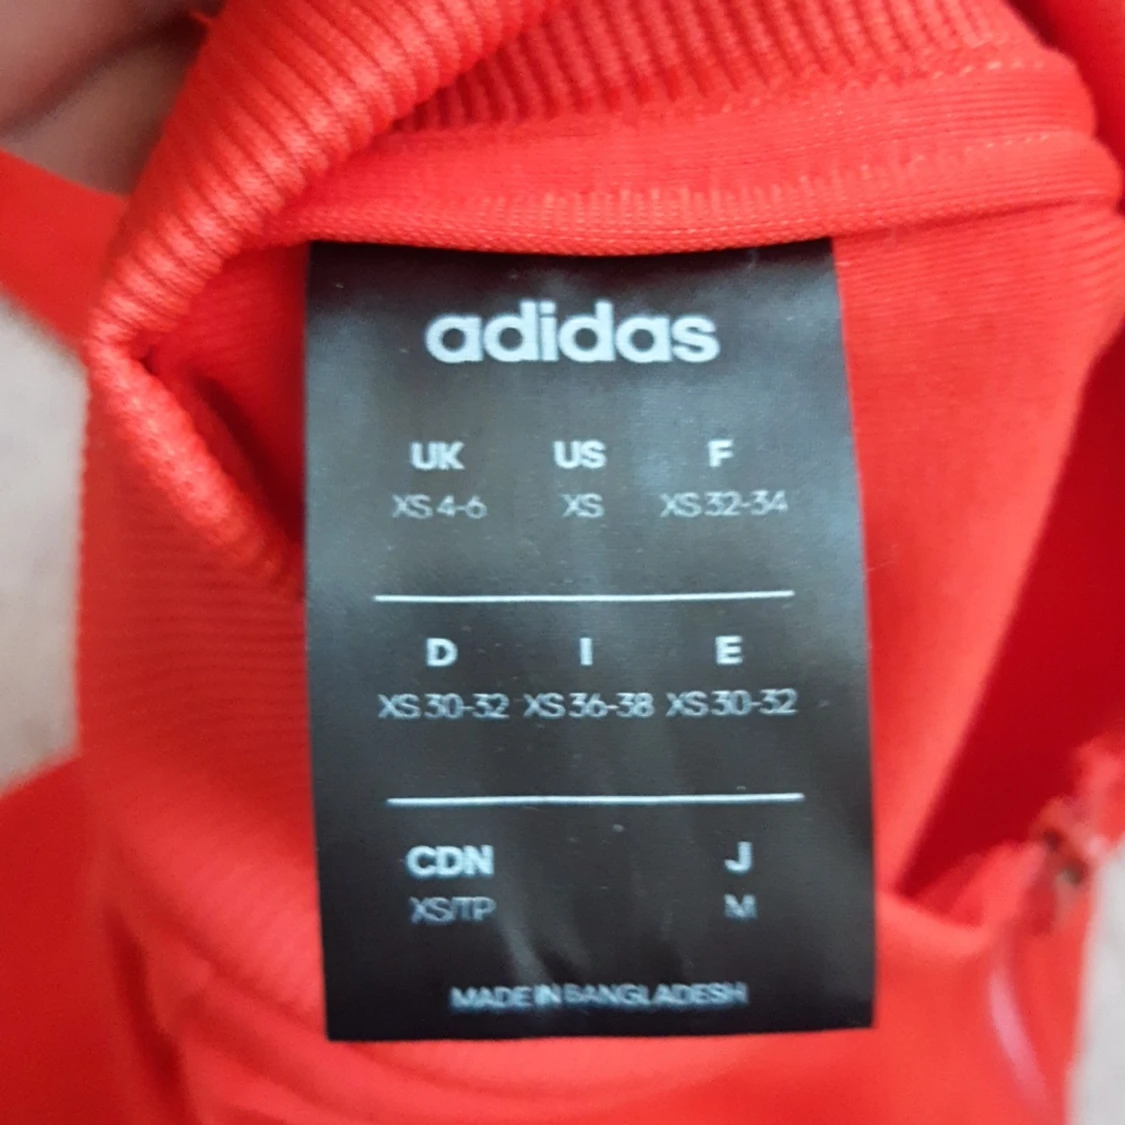 adidas
UK US F
XS 4-6 XS XS 32-34
D I E
XS 30-32 XS 36-38 XS 30-32
CDN J
XS/TP M
MADE IN BANGLADESH